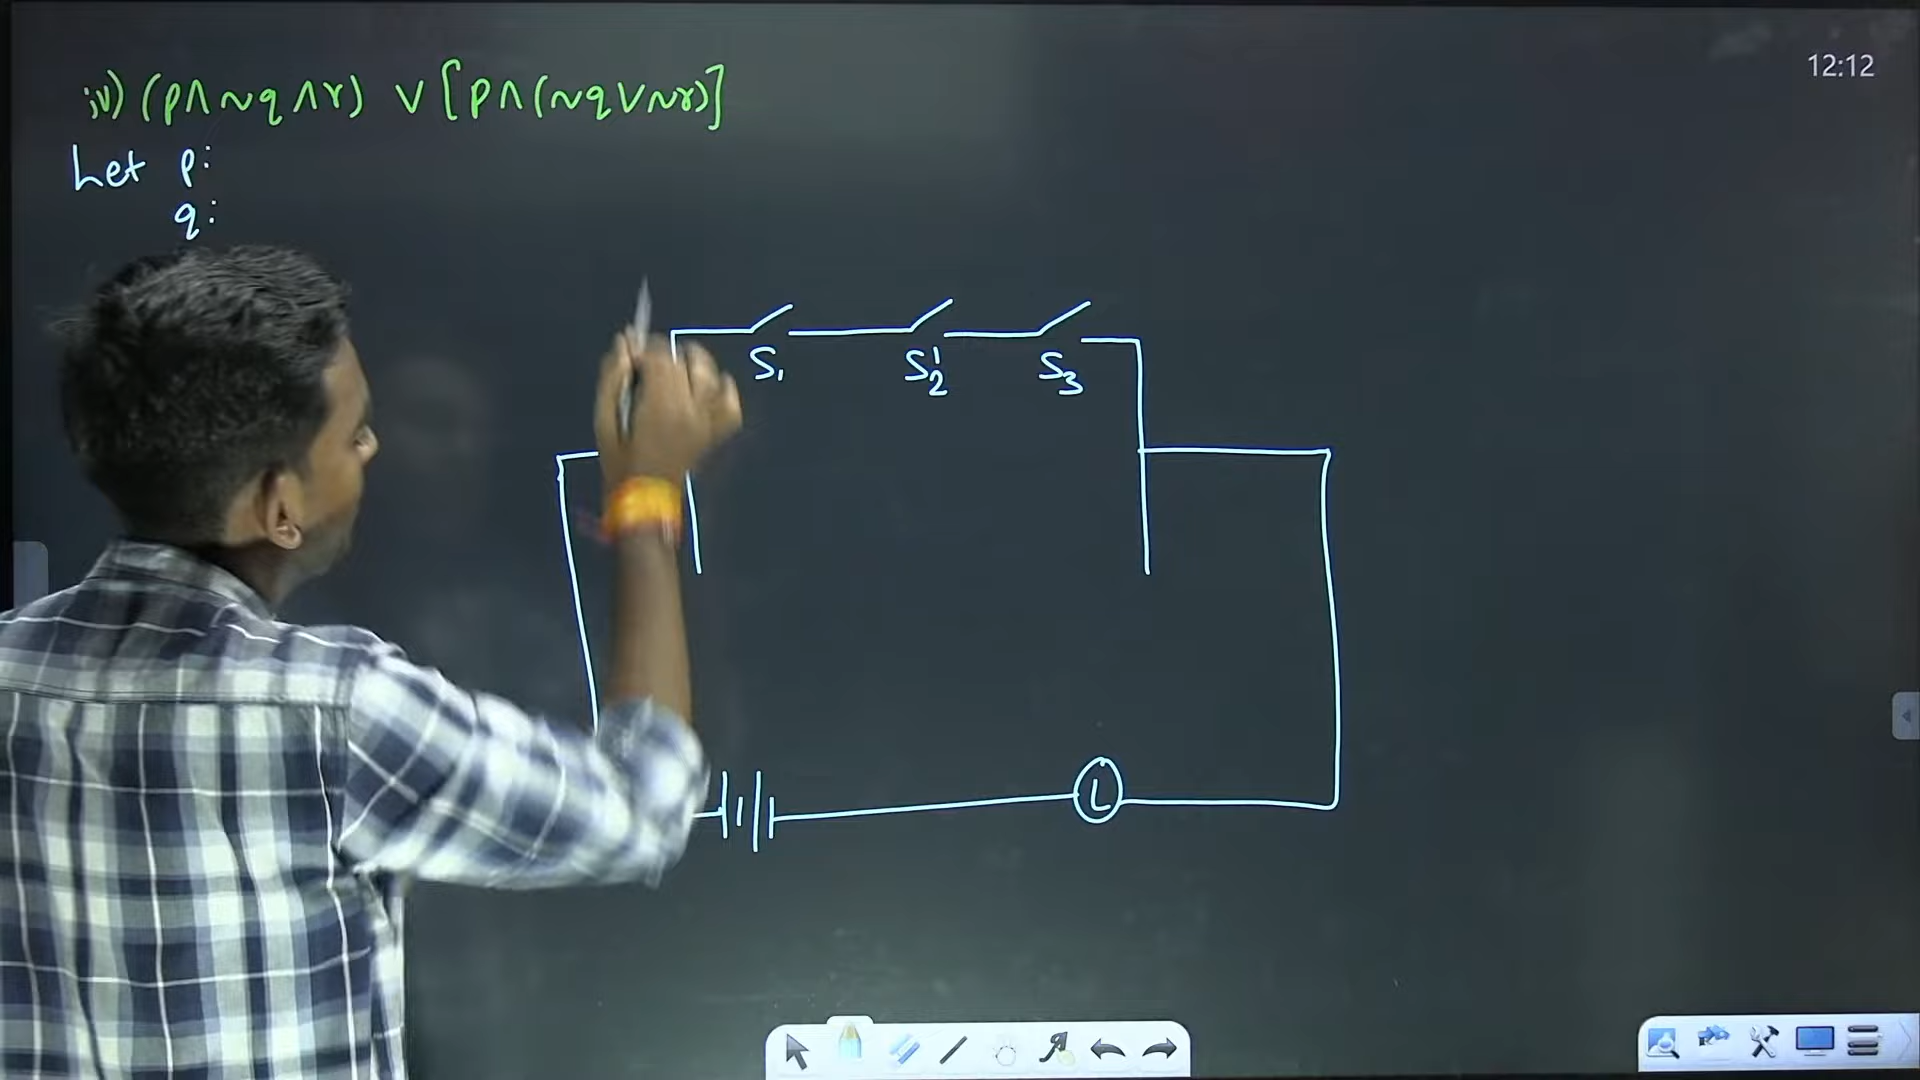 iv) (p∧~q∧r) ∨ [p∧(~q∨~r)]
Let p:
q:
S₁ S₂' S₃
L
12:12